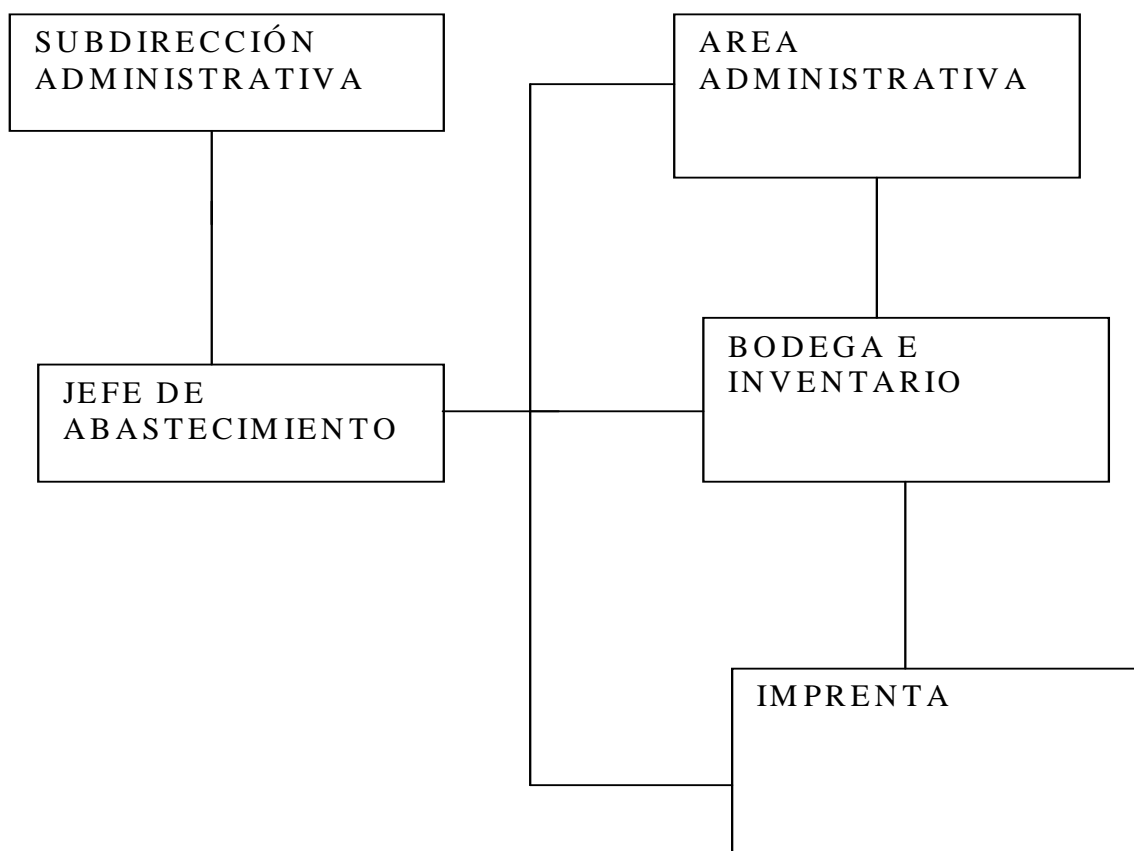 SUBDIRECCIÓN
ADMINISTRATIVA
AREA
ADMINISTRATIVA
BODEGA E
INVENTARIO
JEFE DE
ABASTECIMIENTO
IMPRENTA